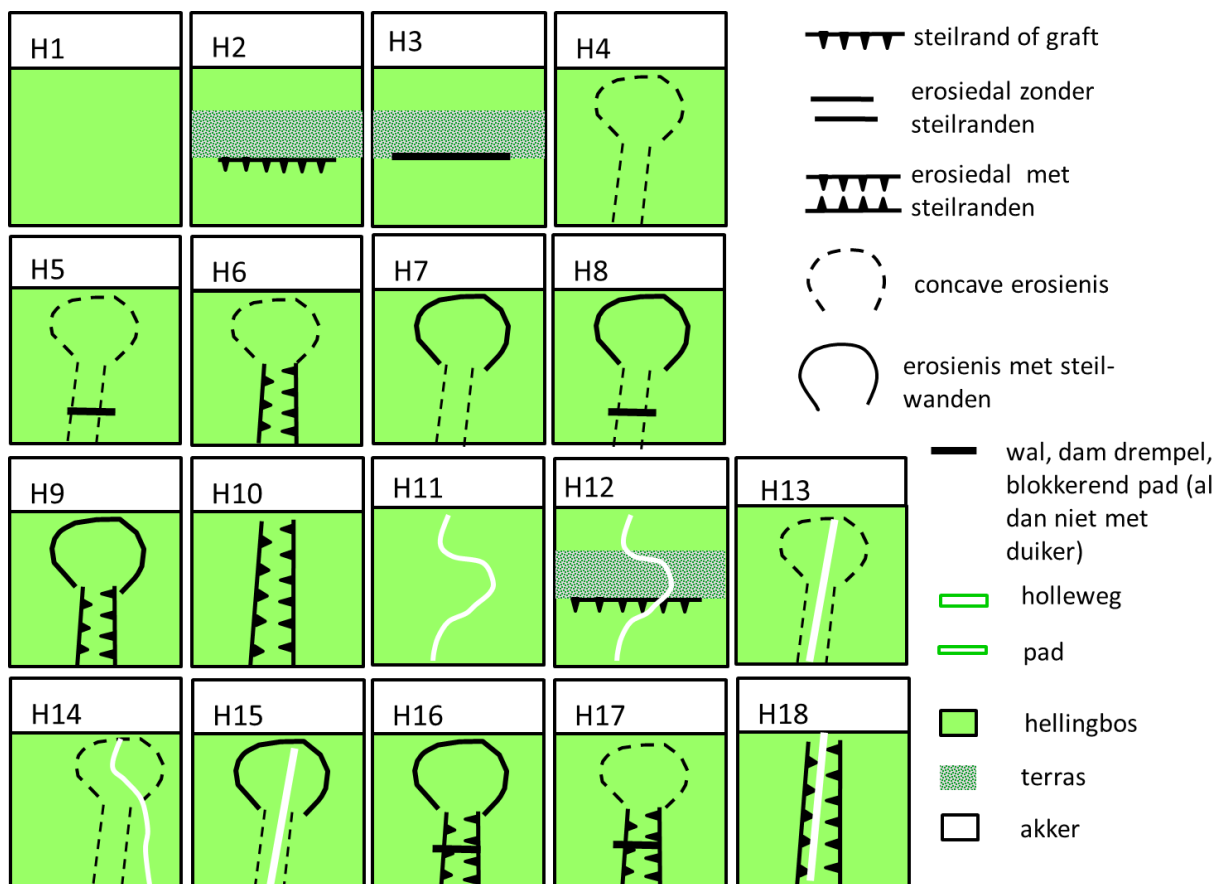 H1
H2
H3
H4
H5
H6
H7
H8
H9
H10
H11
H12
H13
H14
H15
H16
H17
H18
steilrand of graft
erosiedal zonder
steilranden
erosiedal met
steilranden
concave erosienis
erosienis met steil-
wanden
wal, dam drempel,
blokkerend pad (al
dan niet met
duiker)
holleweg
pad
hellingbos
terras
akker